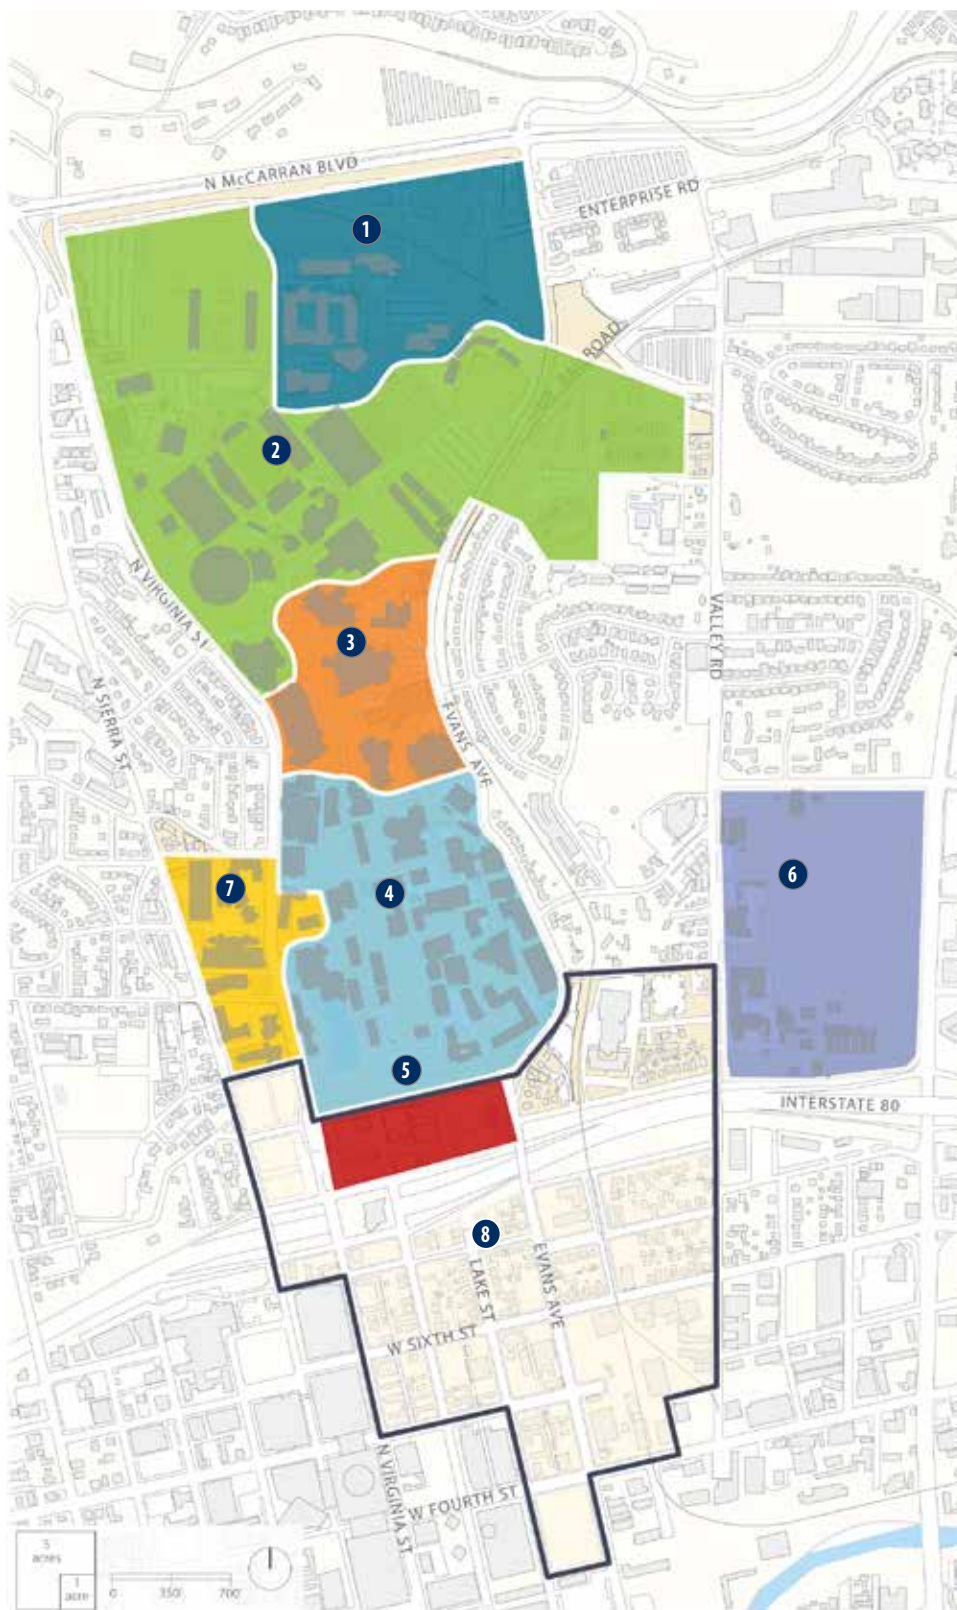 N McCARRAN BLVD
1
ENTERPRISE RD
ROAD
2
N VIRGINIA ST
3
VALLEY RD
N SIERRA ST
EVANS AVE
7
4
6
5
INTERSTATE 80
8
LAKE ST
EVANS AVE
W SIXTH ST
N VIRGINIA ST
W FOURTH ST
5
acres
1
acre
0
350
700'